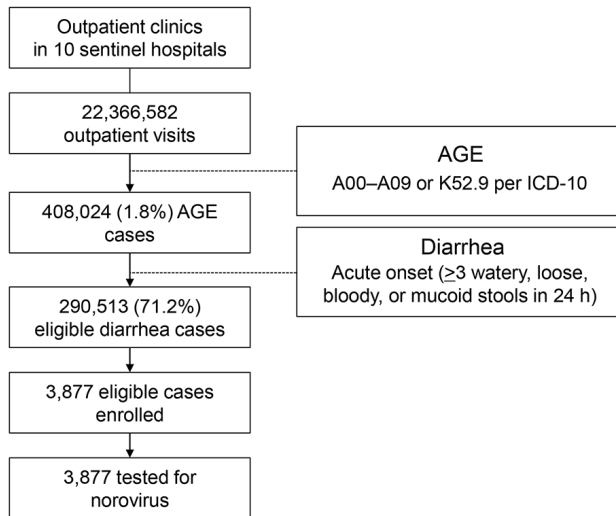 Outpatient clinics
in 10 sentinel hospitals
22,366,582
outpatient visits
AGE
A00–A09 or K52.9 per ICD-10
408,024 (1.8%) AGE
cases
Diarrhea
Acute onset (≥3 watery, loose,
bloody, or mucoid stools in 24 h)
290,513 (71.2%)
eligible diarrhea cases
3,877 eligible cases
enrolled
3,877 tested for
norovirus